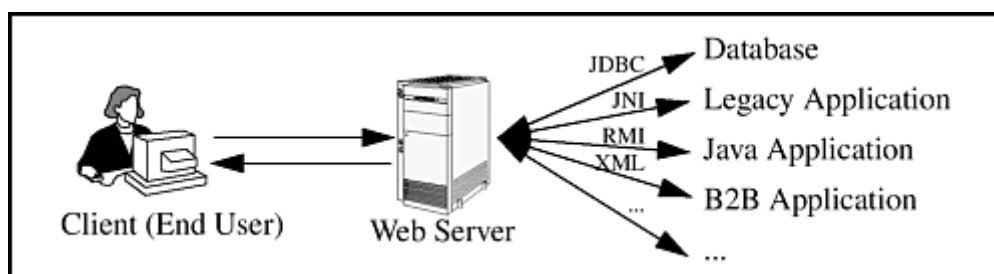 JDBC
Database
JNI
Legacy Application
RMI
Java Application
XML
B2B Application
...
...
Client (End User)
Web Server